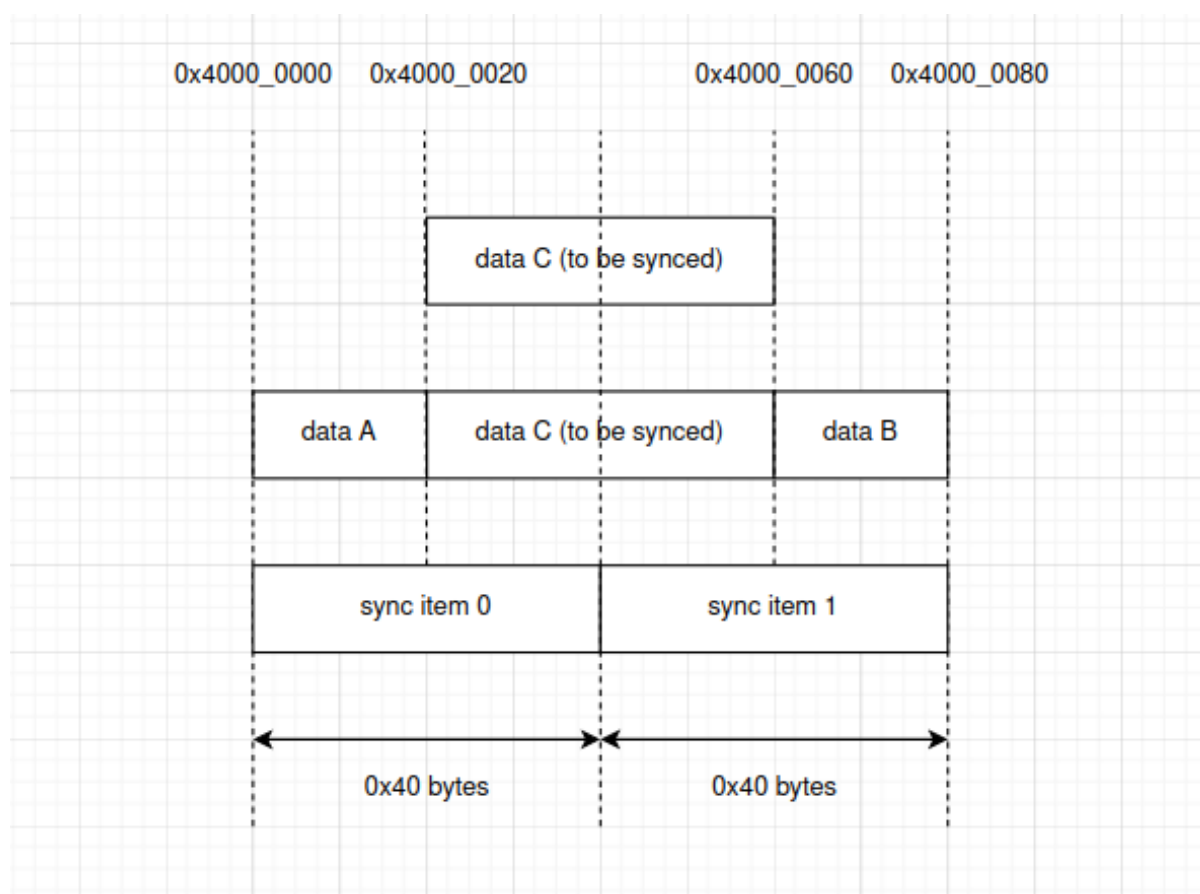 0x4000_0000 0x4000_0020 0x4000_0060 0x4000_0080
data C (to be synced)
data A data C (to be synced) data B
sync item 0 sync item 1
0x40 bytes 0x40 bytes